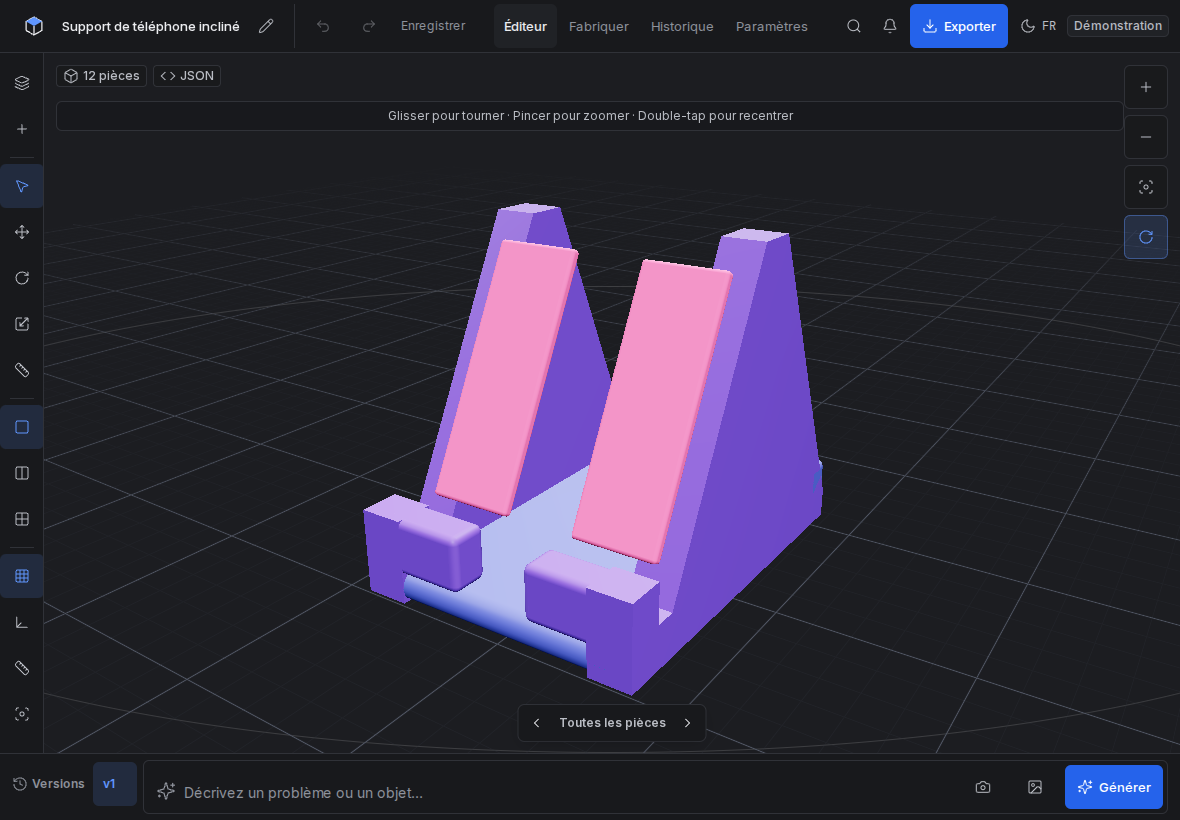 Support de téléphone incliné
Enregistrer
Éditeur
Fabriquer
Historique
Paramètres
Exporter
FR
Démonstration
12 pièces
JSON
Glisser pour tourner · Pincer pour zoomer · Double-tap pour recentrer
Toutes les pièces
Versions
v1
Décrivez un problème ou un objet...
Générer